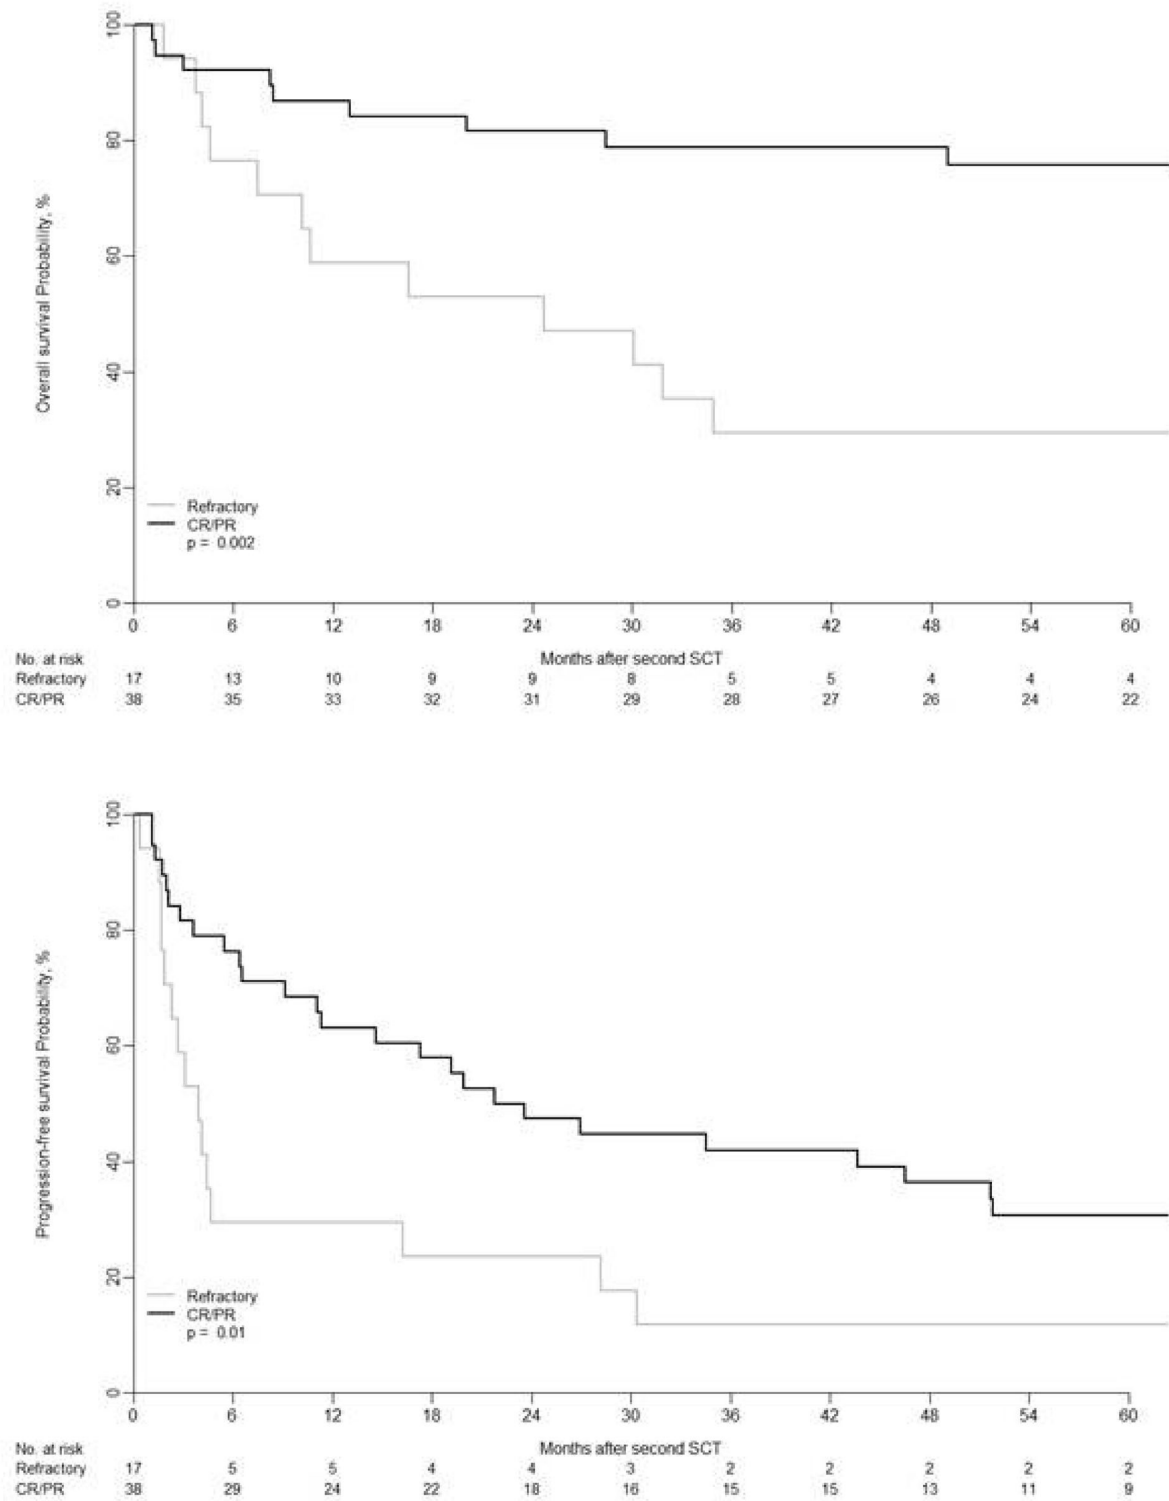 100
80
60
40
20
0
Overall survival Probability, %
Refractory
CR/PR
p = 0.002
0 6 12 18 24 30 36 42 48 54 60
Months after second SCT
No. at risk
Refractory 17 13 10 9 9 8 5 5 4 4 4
CR/PR 38 35 33 32 31 29 28 27 26 24 22
100
80
60
40
20
0
Progression-free survival Probability, %
Refractory
CR/PR
p = 0.01
0 6 12 18 24 30 36 42 48 54 60
Months after second SCT
No. at risk
Refractory 17 5 5 4 4 3 2 2 2 2 2
CR/PR 38 29 24 22 18 16 15 15 13 11 9